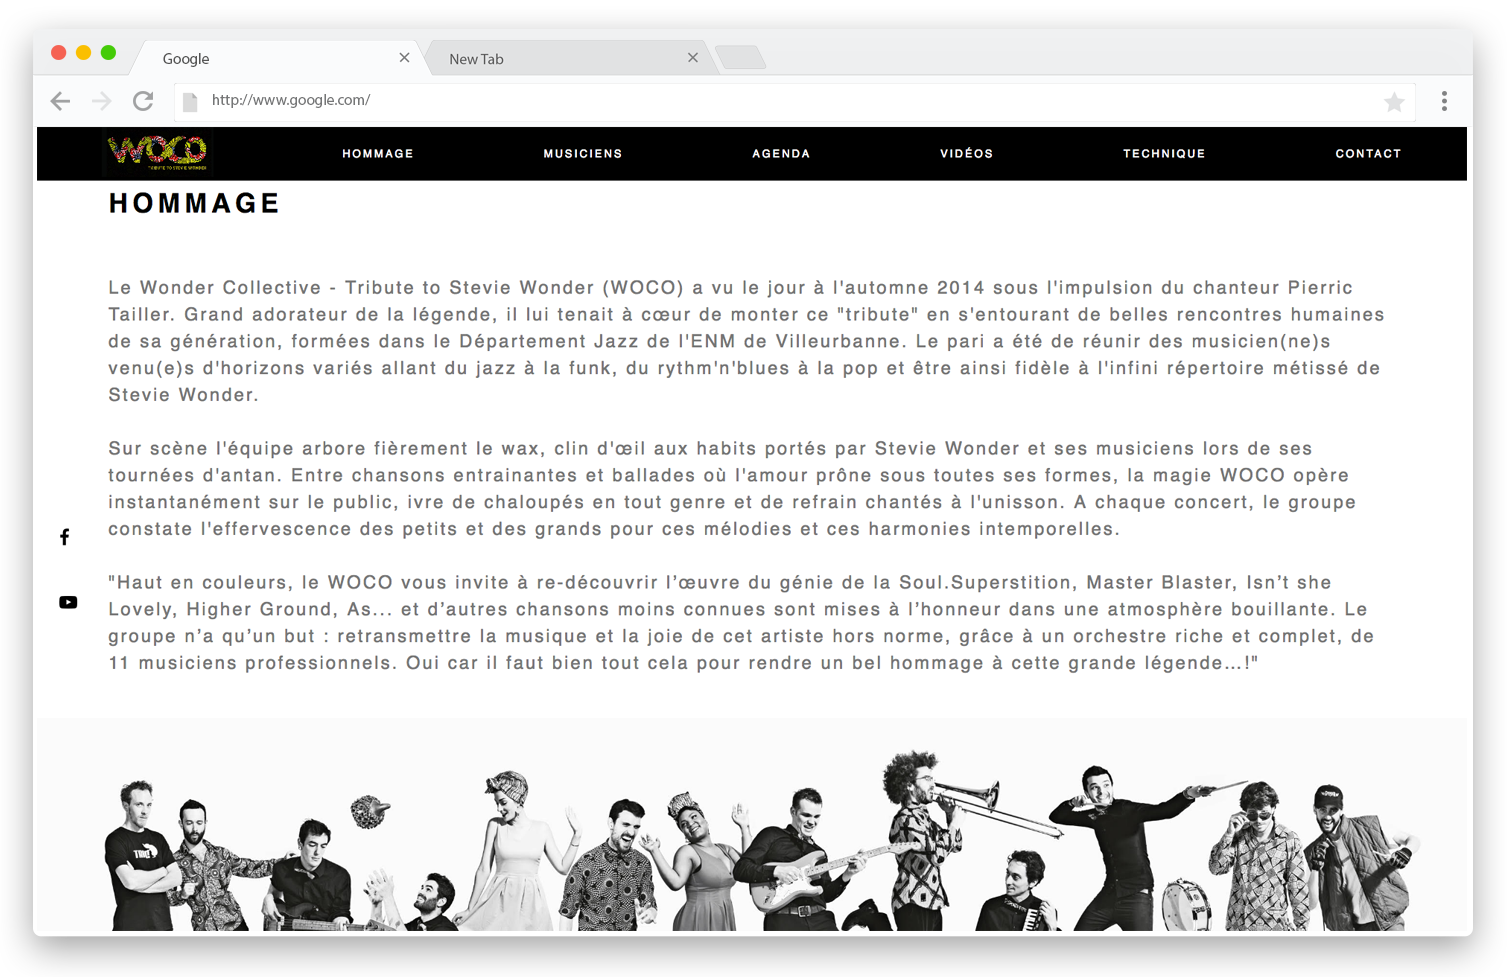 Google
New Tab
http://www.google.com/
WOCO
TRIBUTE TO STEVIE WONDER
HOMMAGE
MUSICIENS
AGENDA
VIDÉOS
TECHNIQUE
CONTACT
HOMMAGE
Le Wonder Collective - Tribute to Stevie Wonder (WOCO) a vu le jour à l'automne 2014 sous l'impulsion du chanteur Pierric
Tailler. Grand adorateur de la légende, il lui tenait à cœur de monter ce "tribute" en s'entourant de belles rencontres humaines
de sa génération, formées dans le Département Jazz de l'ENM de Villeurbanne. Le pari a été de réunir des musicien(ne)s
venu(e)s d'horizons variés allant du jazz à la funk, du rythm'n'blues à la pop et être ainsi fidèle à l'infini répertoire métissé de
Stevie Wonder.
Sur scène l'équipe arbore fièrement le wax, clin d'œil aux habits portés par Stevie Wonder et ses musiciens lors de ses
tournées d'antan. Entre chansons entrainantes et ballades où l'amour prône sous toutes ses formes, la magie WOCO opère
instantanément sur le public, ivre de chaloupés en tout genre et de refrain chantés à l'unisson. A chaque concert, le groupe
constate l'effervescence des petits et des grands pour ces mélodies et ces harmonies intemporelles.
"Haut en couleurs, le WOCO vous invite à re-découvrir l’œuvre du génie de la Soul.Superstition, Master Blaster, Isn’t she
Lovely, Higher Ground, As... et d’autres chansons moins connues sont mises à l’honneur dans une atmosphère bouillante. Le
groupe n’a qu’un but : retransmettre la musique et la joie de cet artiste hors norme, grâce à un orchestre riche et complet, de
11 musiciens professionnels. Oui car il faut bien tout cela pour rendre un bel hommage à cette grande légende...!"